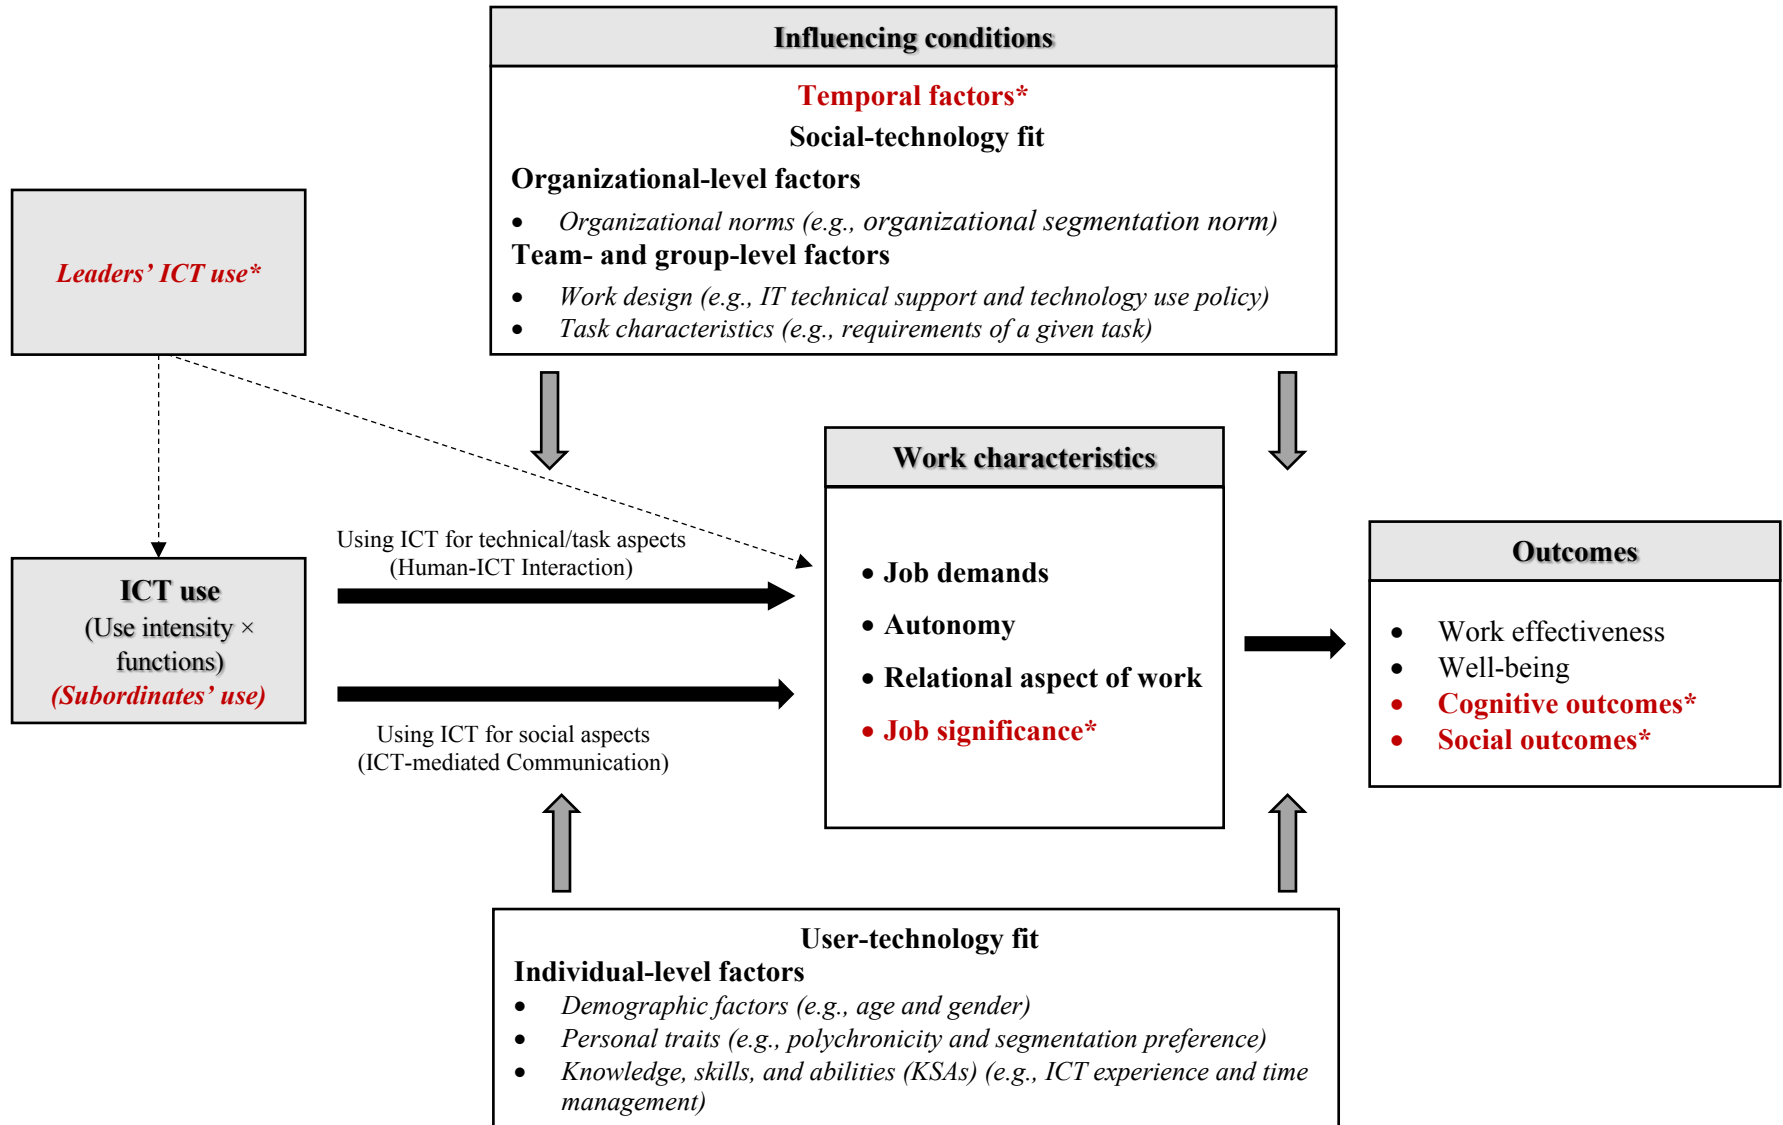 Influencing conditions
Temporal factors*
Social-technology fit
Organizational-level factors
• Organizational norms (e.g., organizational segmentation norm)
Team- and group-level factors
• Work design (e.g., IT technical support and technology use policy)
• Task characteristics (e.g., requirements of a given task)
Leaders’ ICT use*
ICT use
(Use intensity ×
functions)
(Subordinates’ use)
Using ICT for technical/task aspects
(Human-ICT Interaction)
Using ICT for social aspects
(ICT-mediated Communication)
Work characteristics
• Job demands
• Autonomy
• Relational aspect of work
• Job significance*
Outcomes
• Work effectiveness
• Well-being
• Cognitive outcomes*
• Social outcomes*
User-technology fit
Individual-level factors
• Demographic factors (e.g., age and gender)
• Personal traits (e.g., polychronicity and segmentation preference)
• Knowledge, skills, and abilities (KSAs) (e.g., ICT experience and time
management)